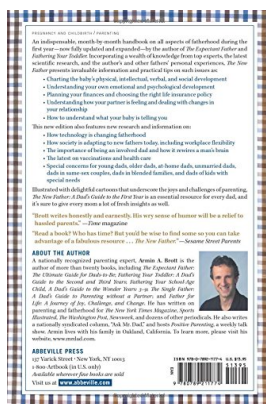 PREGNANCY AND CHILDBIRTH / PARENTING
An indispensable, month-by-month handbook on all aspects of fatherhood during the
first year—now fully updated and expanded—by the author of The Expectant Father and
Fathering Your Toddler. Incorporating a wealth of knowledge from top experts, the latest
scientific research, and the author's and other fathers' personal experiences, The New
Father presents invaluable information and practical tips on such issues as:
• Charting the baby's physical, intellectual, verbal, and social development
• Understanding your own emotional and psychological development
• Planning your finances and choosing the right life insurance policy
• Understanding how your partner is feeling and dealing with changes in
your relationship
• How to understand what your baby is telling you
This new edition also features new research and information on:
• How technology is changing fatherhood
• How society is adapting to new fathers today, including workplace flexibility
• The importance of being an involved dad and how it rewires a man's brain
• The latest on vaccinations and health care
• Special concerns for young dads, older dads, at-home dads, unmarried dads,
dads in same-sex couples, dads in blended families, and dads of kids with
special needs
Illustrated with delightful cartoons that underscore the joys and challenges of parenting,
The New Father: A Dad's Guide to the First Year is an essential resource for every dad, and
it's sure to give every mom a lot of fresh insights as well.
"Brott writes honestly and earnestly. His wry sense of humor will be a relief to
hassled parents." —Time magazine
"Read a book? Who has time? But you'd be wise to find some so you can take
advantage of a fabulous resource . . . The New Father." —Sesame Street Parents
ABOUT THE AUTHOR
A nationally recognized parenting expert, Armin A. Brott is the
author of more than twenty books, including The Expectant Father:
The Ultimate Guide for Dads-to-Be; Fathering Your Toddler: A Dad's
Guide to the Second and Third Years; Fathering Your School-Age
Child, A Dad's Guide to the Wonder Years 3–9; The Single Father:
A Dad's Guide to Parenting without a Partner; and Father for
Life: A Journey of Joy, Challenge, and Change. He has written on
parenting and fatherhood for The New York Times Magazine, Sports
Illustrated, The Washington Post, Newsweek, and dozens of other periodicals. He also writes
a nationally syndicated column, "Ask Mr. Dad," and hosts Positive Parenting, a weekly talk
show. Armin lives with his family in Oakland, California. To learn more, please visit his
website, www.mrdad.com.
ABBEVILLE PRESS
137 Varick Street • New York, NY 10013
1-800-Artbook (in U.S. only)
Available wherever fine books are sold
Visit us at www.abbeville.com
ISBN 978-0-7892-1177-4
U.S. $13.95
51395
9 780789 211774